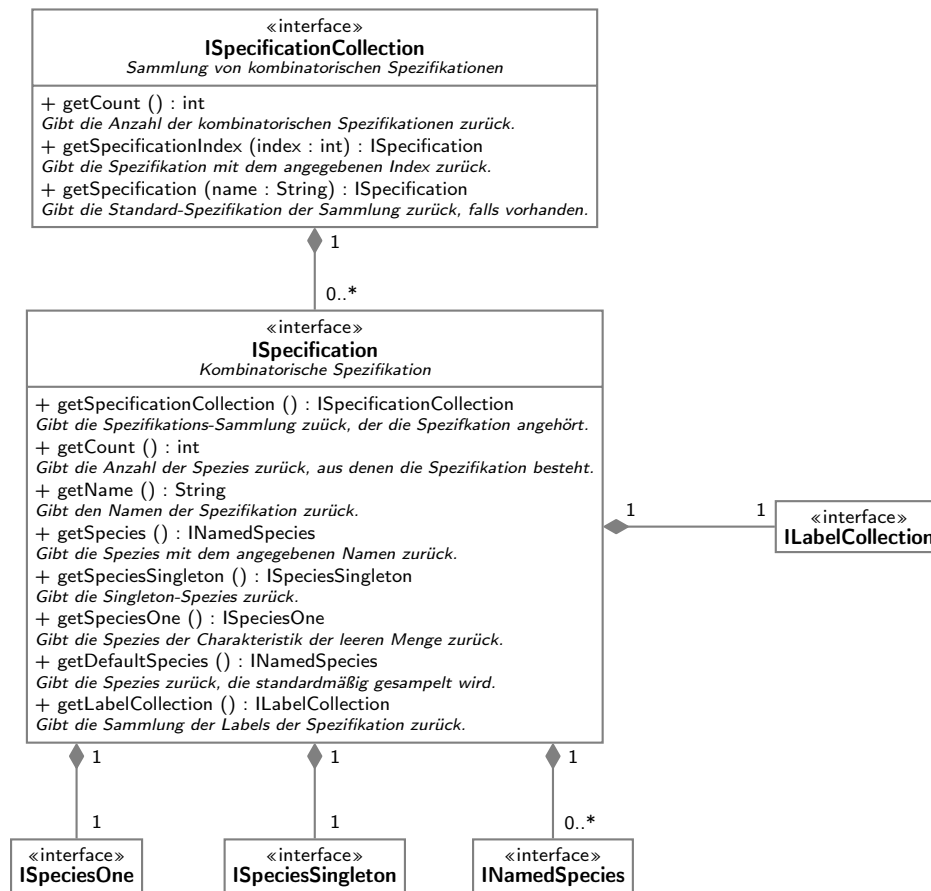 «interface»
ISpecificationCollection
Sammlung von kombinatorischen Spezifikationen
+ getCount () : int
Gibt die Anzahl der kombinatorischen Spezifikationen zurück.
+ getSpecificationIndex (index : int) : ISpecification
Gibt die Spezifikation mit dem angegebenen Index zurück.
+ getSpecification (name : String) : ISpecification
Gibt die Standard-Spezifikation der Sammlung zurück, falls vorhanden.
1
0..*
«interface»
ISpecification
Kombinatorische Spezifikation
+ getSpecificationCollection () : ISpecificationCollection
Gibt die Spezifikations-Sammlung zuück, der die Spezifkation angehört.
+ getCount () : int
Gibt die Anzahl der Spezies zurück, aus denen die Spezifikation besteht.
+ getName () : String
Gibt den Namen der Spezifikation zurück.
+ getSpecies () : INamedSpecies
Gibt die Spezies mit dem angegebenen Namen zurück.
+ getSpeciesSingleton () : ISpeciesSingleton
Gibt die Singleton-Spezies zurück.
+ getSpeciesOne () : ISpeciesOne
Gibt die Spezies der Charakteristik der leeren Menge zurück.
+ getDefaultSpecies () : INamedSpecies
Gibt die Spezies zurück, die standardmäßig gesampelt wird.
+ getLabelCollection () : ILabelCollection
Gibt die Sammlung der Labels der Spezifikation zurück.
1 1
«interface»
ILabelCollection
1 1 1
1 1 0..*
«interface»
ISpeciesOne
«interface»
ISpeciesSingleton
«interface»
INamedSpecies